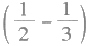 (1/2 - 1/3)